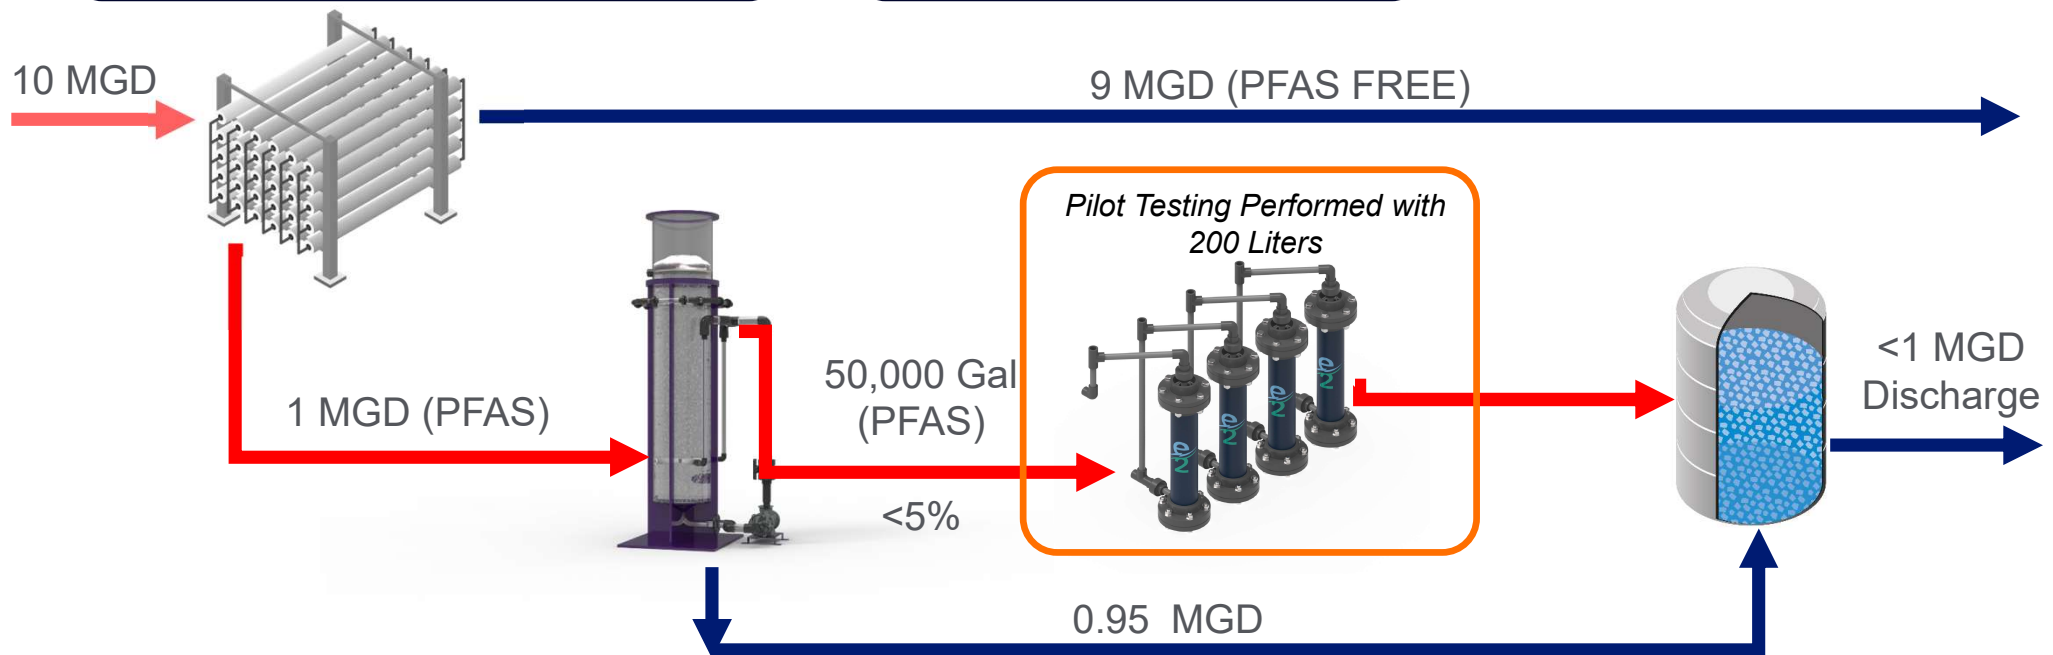 10 MGD
9 MGD (PFAS FREE)
Pilot Testing Performed with
200 Liters
1 MGD (PFAS)
50,000 Gal
(PFAS)
<5%
<1 MGD
Discharge
0.95 MGD